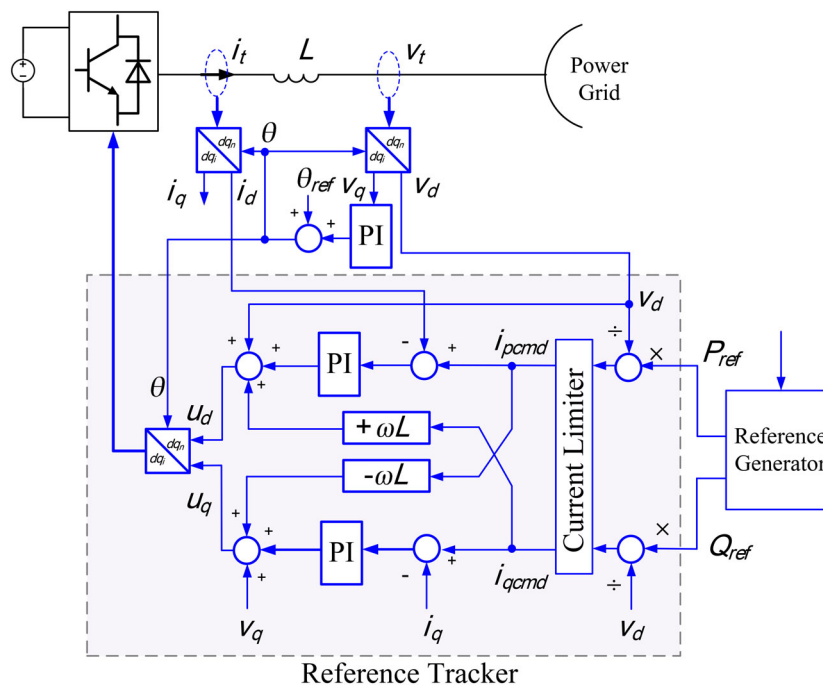 i_t
L
v_t
Power
Grid
+
-
dq_n
dq_i
θ
dq_n
dq_i
i_q
i_d
θ_ref
v_q
v_d
+
+
PI
v_d
+
+
PI
-
+
i_pcmd
÷
×
P_ref
+
θ
u_d
+ωL
Current Limiter
Reference
Generator
dq_n
dq_i
-ωL
u_q
+
+
PI
+
i_qcmd
×
Q_ref
+
-
÷
v_q
i_q
v_d
Reference Tracker